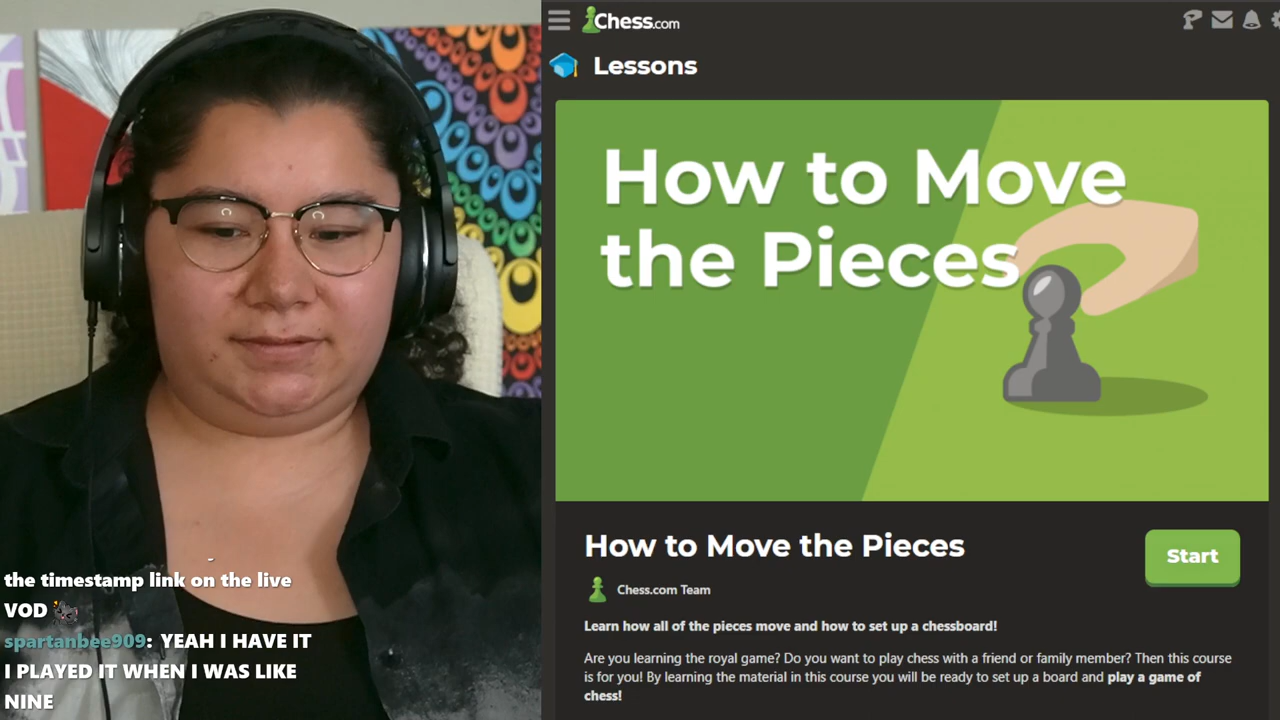 Chess.com
Lessons
How to Move
the Pieces
How to Move the Pieces
Start
Chess.com Team
Learn how all of the pieces move and how to set up a chessboard!
Are you learning the royal game? Do you want to play chess with a friend or family member? Then this course
is for you! By learning the material in this course you will be ready to set up a board and play a game of
chess!
the timestamp link on the live
VOD
spartanbee909: YEAH I HAVE IT
I PLAYED IT WHEN I WAS LIKE
NINE